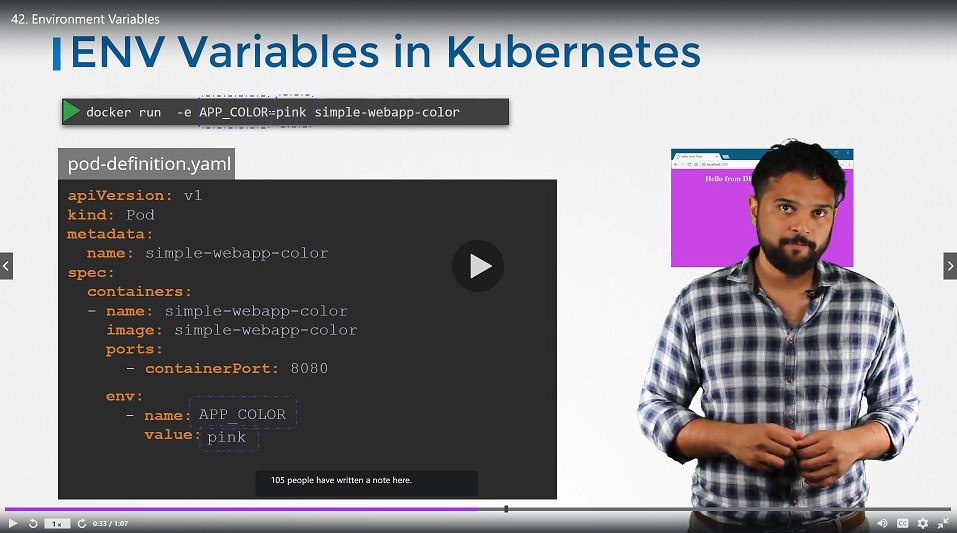 42. Environment Variables
ENV Variables in Kubernetes
docker run -e APP_COLOR=pink simple-webapp-color
pod-definition.yaml
apiVersion: v1
kind: Pod
metadata:
name: simple-webapp-color
spec:
containers:
- name: simple-webapp-color
image: simple-webapp-color
ports:
- containerPort: 8080
env:
- name: APP_COLOR
value: pink
Hello from DE
105 people have written a note here.
1x
0:33 / 1:07
CC